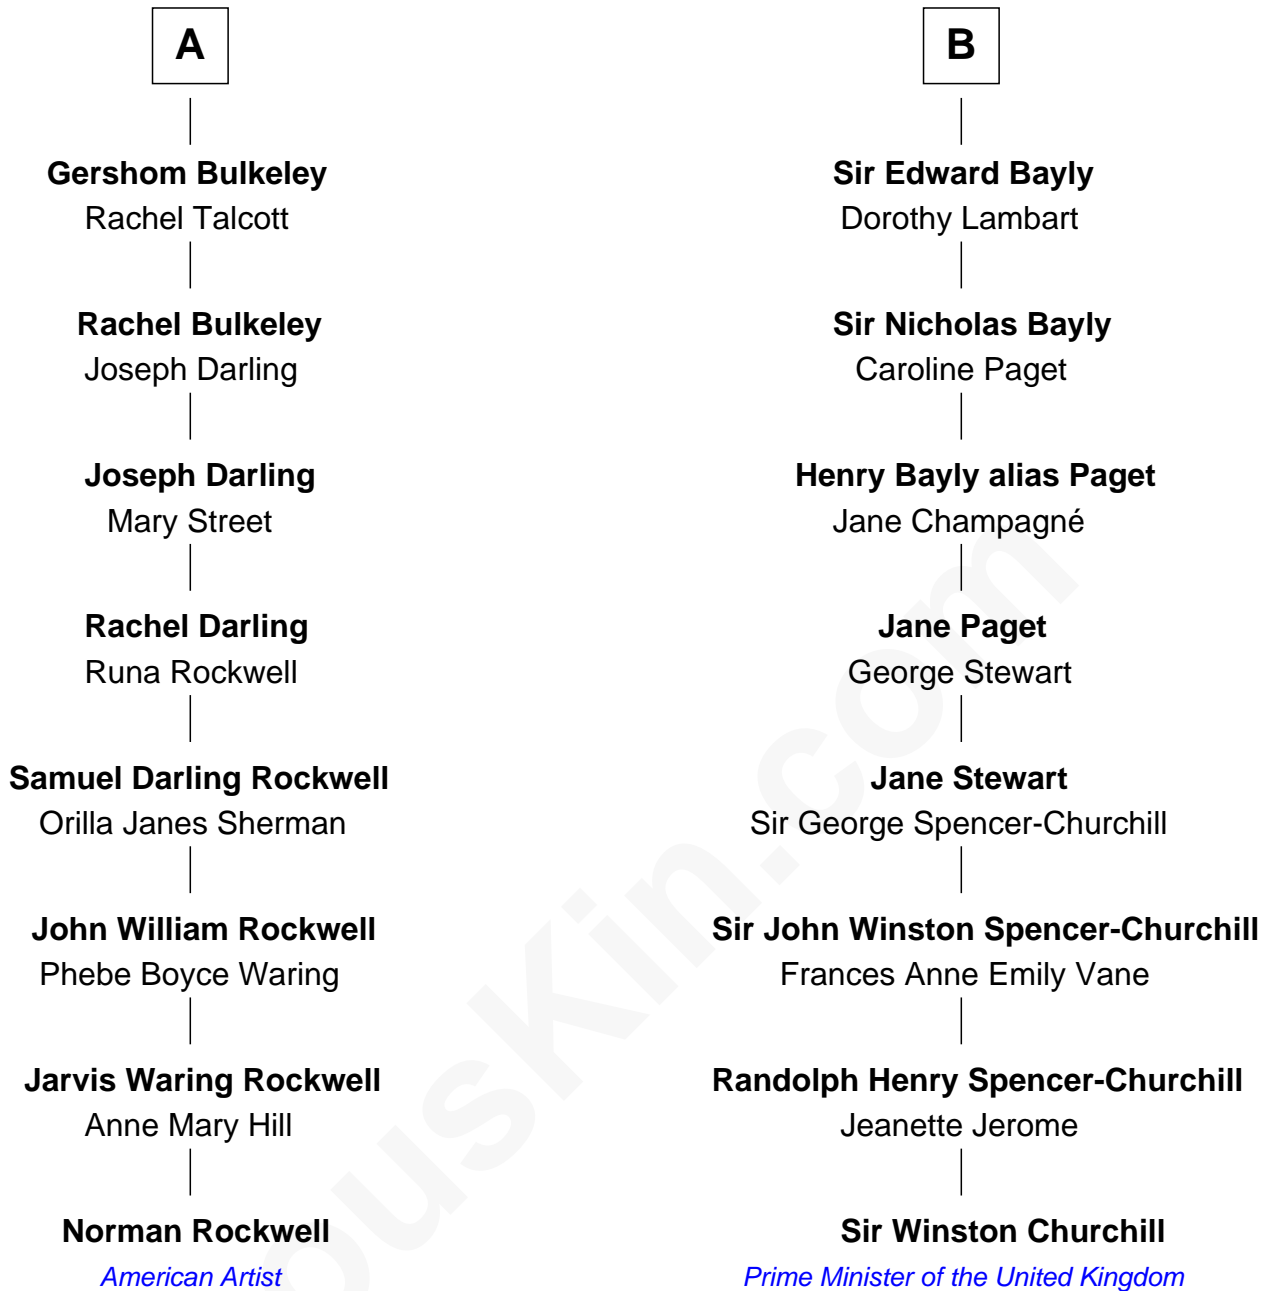 A
Gershom Bulkeley
Rachel Talcott
Rachel Bulkeley
Joseph Darling
Joseph Darling
Mary Street
Rachel Darling
Runa Rockwell
Samuel Darling Rockwell
Orilla Janes Sherman
John William Rockwell
Phebe Boyce Waring
Jarvis Waring Rockwell
Anne Mary Hill
Norman Rockwell
American Artist
B
Sir Edward Bayly
Dorothy Lambart
Sir Nicholas Bayly
Caroline Paget
Henry Bayly alias Paget
Jane Champagné
Jane Paget
George Stewart
Jane Stewart
Sir George Spencer-Churchill
Sir John Winston Spencer-Churchill
Frances Anne Emily Vane
Randolph Henry Spencer-Churchill
Jeanette Jerome
Sir Winston Churchill
Prime Minister of the United Kingdom
ousKin.com